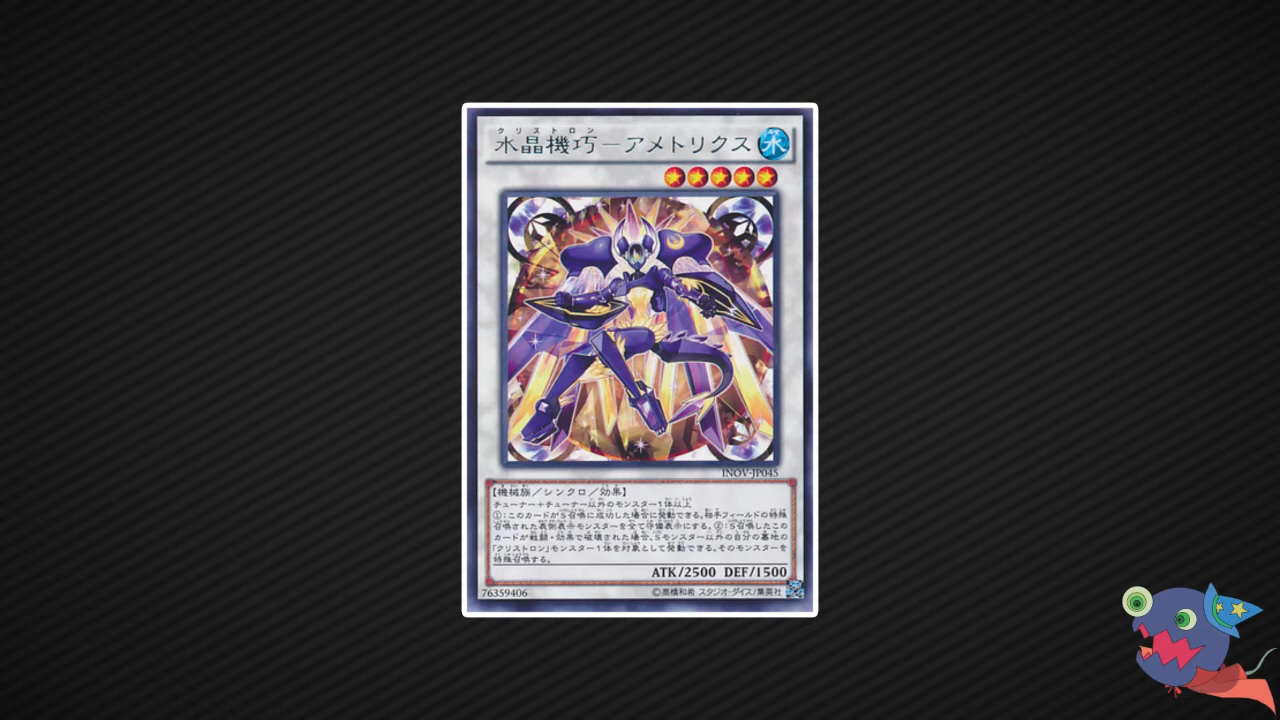 クリストロン
水晶機巧－アメトリクス
水
INOV-JP045
【機械族／シンクロ／効果】
チューナー＋チューナー以外のモンスター１体以上
①：このカードがS召喚に成功した場合に発動できる。相手フィールドの特殊
召喚された表側表示モンスターを全て守備表示にする。②：S召喚したこの
カードが戦闘・効果で破壊された場合、Sモンスター以外の自分の墓地の
「クリストロン」モンスター１体を対象として発動できる。そのモンスターを
特殊召喚する。
ATK/2500 DEF/1500
76359406
©高橋和希 スタジオ・ダイス/集英社